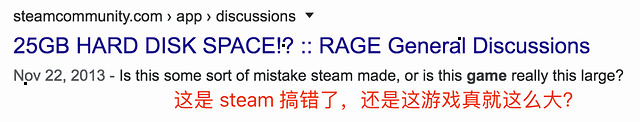 steamcommunity.com › app › discussions ▼
25GB HARD DISK SPACE!? :: RAGE General Discussions
Nov 22, 2013 - Is this some sort of mistake steam made, or is this game really this large?
这是 steam 搞错了，还是这游戏真就这么大?